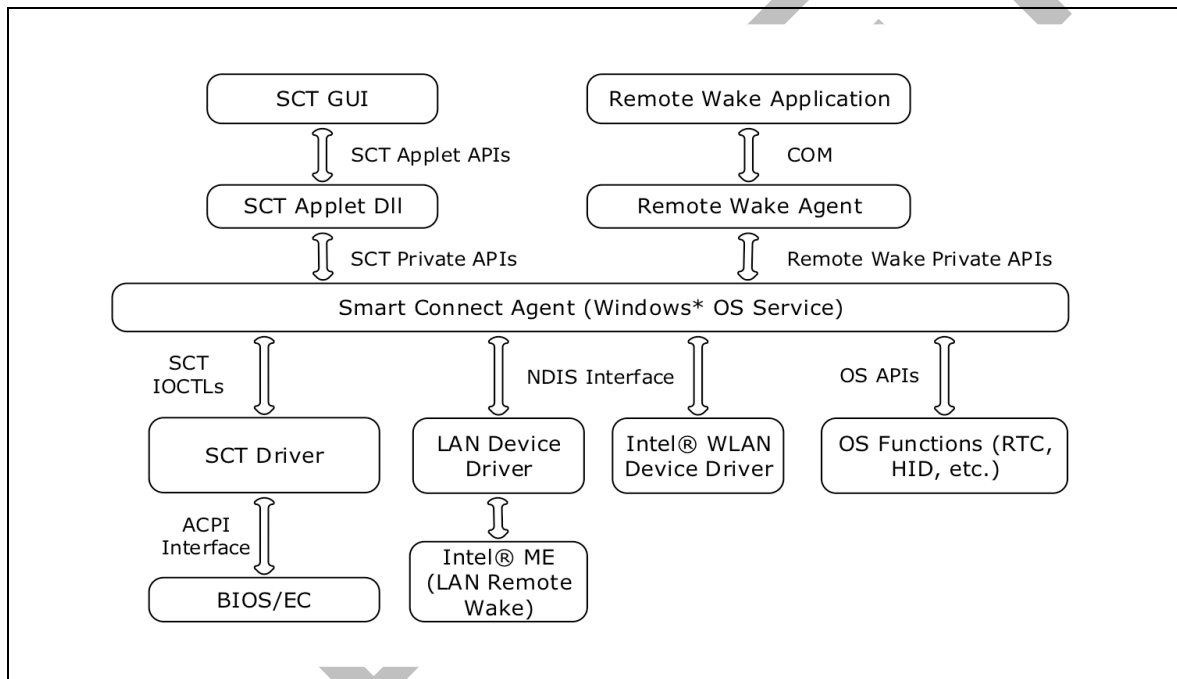 SCT GUI
Remote Wake Application
SCT Applet APIs
COM
SCT Applet Dll
Remote Wake Agent
SCT Private APIs
Remote Wake Private APIs
Smart Connect Agent (Windows* OS Service)
SCT
IOCTLs
NDIS Interface
OS APIs
SCT Driver
LAN Device
Driver
Intel® WLAN
Device Driver
OS Functions (RTC,
HID, etc.)
ACPI
Interface
Intel® ME
(LAN Remote
Wake)
BIOS/EC